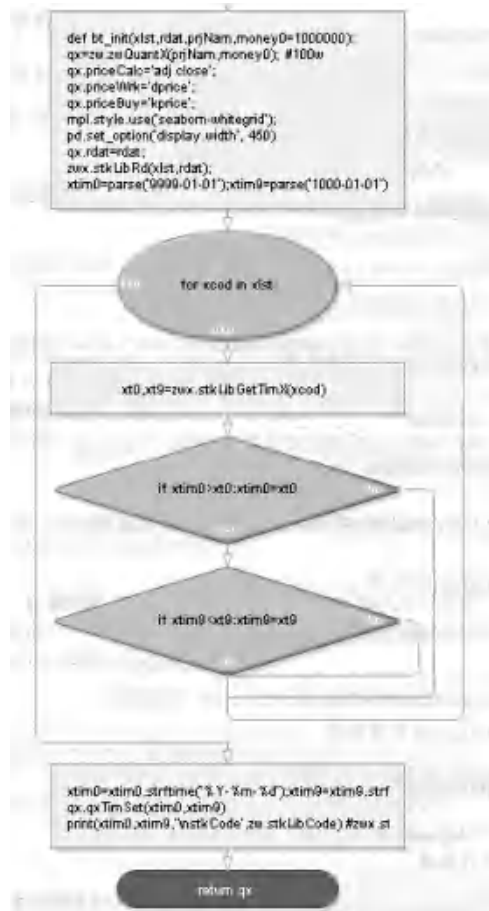 def bt_init(xlst,rdat,prjNam,money0=1000000):
qx=zw.zwQuantX(prjNam,money0); #100w
qx.priceCalc='adj close';
qx.priceWrk='dprice';
qx.priceBuy='kprice';
mpl.style.use('seaborn-whitegrid');
pd.set_option('display.width', 450)
qx.rdat=rdat;
zwx.stkLibRd(xlst,rdat);
xtim0=parse('9999-01-01');xtim9=parse('1000-01-01')
for xcod in xlst:
xt0,xt9=zwx.stkLibGetTimX(xcod)
if xtim0>xt0:xtim0=xt0
if xtim9<xt9:xtim9=xt9
xtim0=xtim0.strftime('%Y-%m-%d');xtim9=xtim9.strf
qx.qxTimSet(xtim0,xtim9)
print(xtim0,xtim9,'\nstkCode',zw.stkLibCode) #zwx.st
return qx